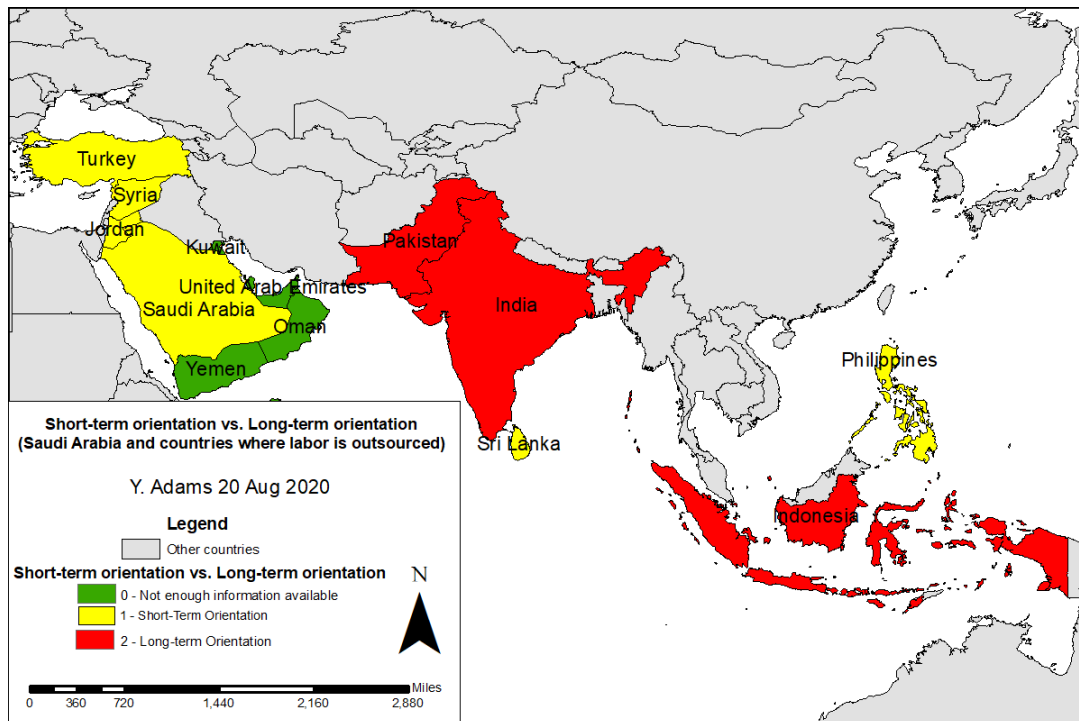 Turkey
Syria
Jordan
Kuwait
Pakistan
United Arab Emirates
Saudi Arabia
India
Oman
Yemen
Philippines
Sri Lanka
Indonesia
Short-term orientation vs. Long-term orientation
(Saudi Arabia and countries where labor is outsourced)
Y. Adams 20 Aug 2020
Legend
Other countries
Short-term orientation vs. Long-term orientation
N
0 - Not enough information available
1 - Short-Term Orientation
2 - Long-term Orientation
Miles
0 360 720 1,440 2,160 2,880